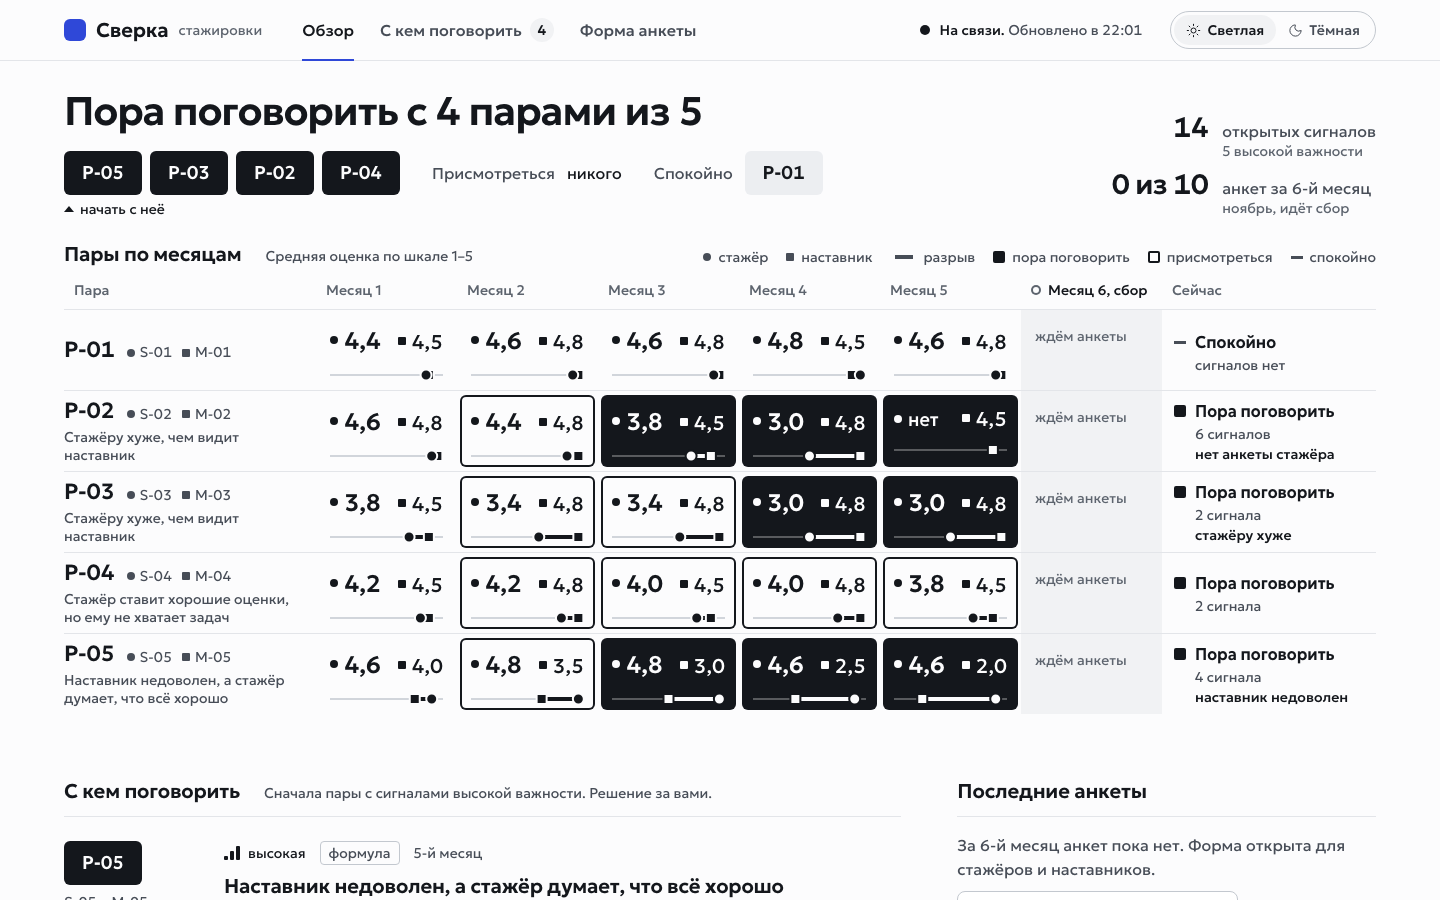 Сверка стажировки Обзор С кем поговорить 4 Форма анкеты На связи. Обновлено в 22:01 Светлая Тёмная
Пора поговорить с 4 парами из 5
P-05 P-03 P-02 P-04 Присмотреться никого Спокойно P-01
начать с неё
14 открытых сигналов
5 высокой важности
0 из 10 анкет за 6-й месяц
ноябрь, идёт сбор
Пары по месяцам Средняя оценка по шкале 1–5 стажёр наставник разрыв пора поговорить присмотреться спокойно
Пара Месяц 1 Месяц 2 Месяц 3 Месяц 4 Месяц 5 Месяц 6, сбор Сейчас
P-01 S-01 M-01 4,4 4,5 4,6 4,8 4,6 4,8 4,8 4,5 4,6 4,8 ждём анкеты Спокойно
сигналов нет
P-02 S-02 M-02 4,6 4,8 4,4 4,8 3,8 4,5 3,0 4,8 нет 4,5 ждём анкеты Пора поговорить
Стажёру хуже, чем видит 6 сигналов
наставник нет анкеты стажёра
P-03 S-03 M-03 3,8 4,5 3,4 4,8 3,4 4,8 3,0 4,8 3,0 4,8 ждём анкеты Пора поговорить
Стажёру хуже, чем видит 2 сигнала
наставник стажёру хуже
P-04 S-04 M-04 4,2 4,5 4,2 4,8 4,0 4,5 4,0 4,8 3,8 4,5 ждём анкеты Пора поговорить
Стажёр ставит хорошие оценки, 2 сигнала
но ему не хватает задач
P-05 S-05 M-05 4,6 4,0 4,8 3,5 4,8 3,0 4,6 2,5 4,6 2,0 ждём анкеты Пора поговорить
Наставник недоволен, а стажёр 4 сигнала
думает, что всё хорошо наставник недоволен
С кем поговорить Сначала пары с сигналами высокой важности. Решение за вами.
P-05 высокая формула 5-й месяц
Наставник недоволен, а стажёр думает, что всё хорошо
Последние анкеты
За 6-й месяц анкет пока нет. Форма открыта для
стажёров и наставников.